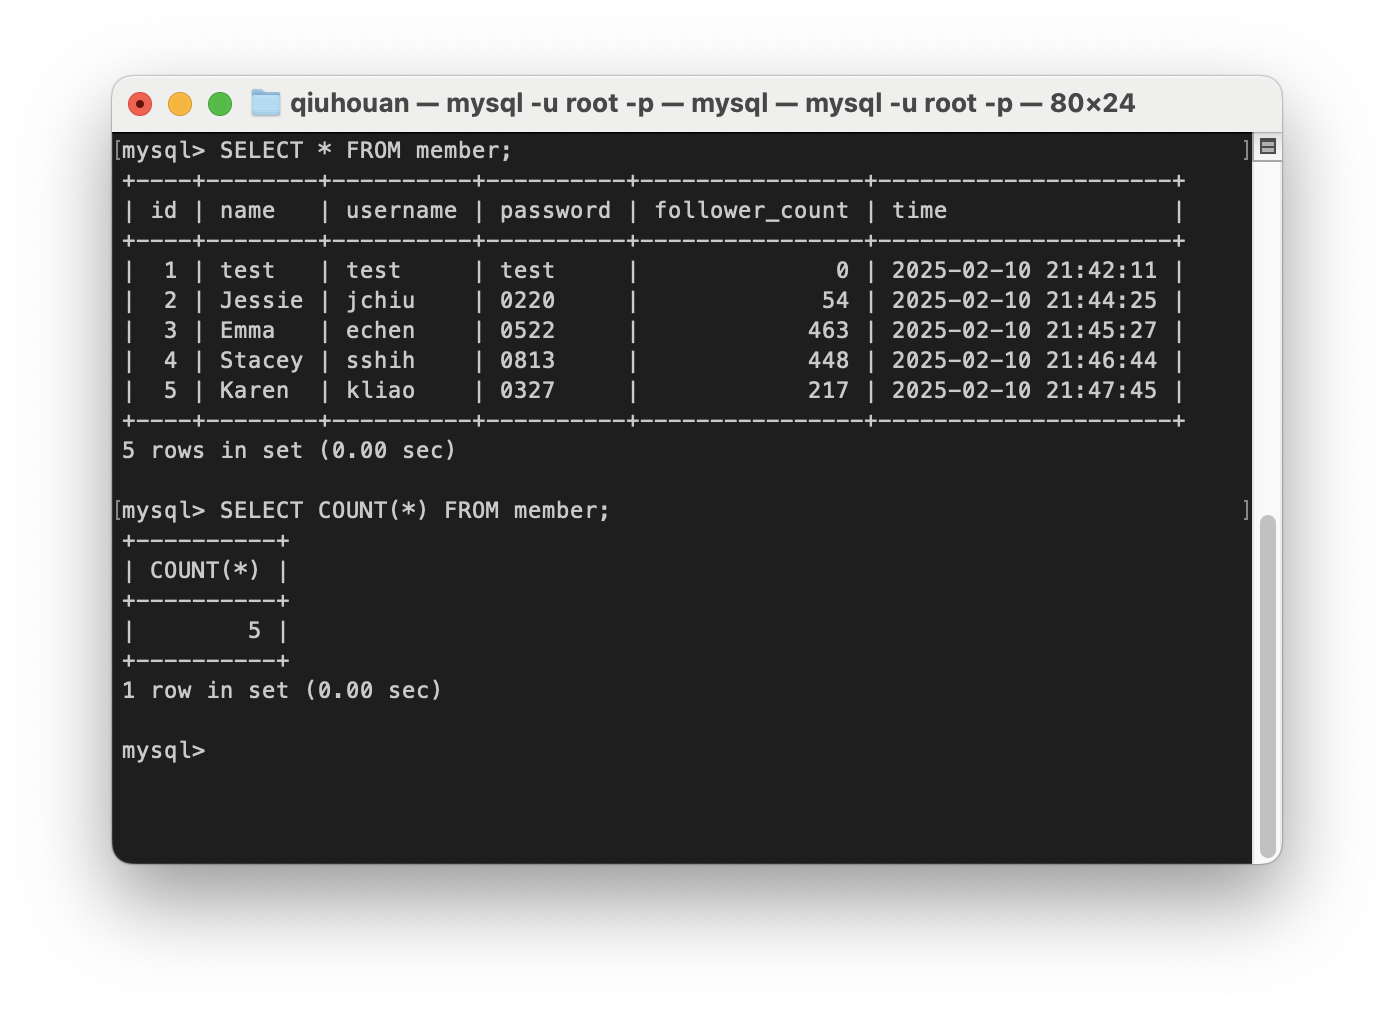 qiuhouan — mysql -u root -p — mysql — mysql -u root -p — 80×24
[mysql> SELECT * FROM member; ]
+----+--------+----------+----------+----------------+---------------------+
| id | name   | username | password | follower_count | time                |
+----+--------+----------+----------+----------------+---------------------+
|  1 | test   | test     | test     |              0 | 2025-02-10 21:42:11 |
|  2 | Jessie | jchiu    | 0220     |             54 | 2025-02-10 21:44:25 |
|  3 | Emma   | echen    | 0522     |            463 | 2025-02-10 21:45:27 |
|  4 | Stacey | sshih    | 0813     |            448 | 2025-02-10 21:46:44 |
|  5 | Karen  | kliao    | 0327     |            217 | 2025-02-10 21:47:45 |
+----+--------+----------+----------+----------------+---------------------+
5 rows in set (0.00 sec)
[mysql> SELECT COUNT(*) FROM member; ]
+----------+
| COUNT(*) |
+----------+
|        5 |
+----------+
1 row in set (0.00 sec)
mysql>